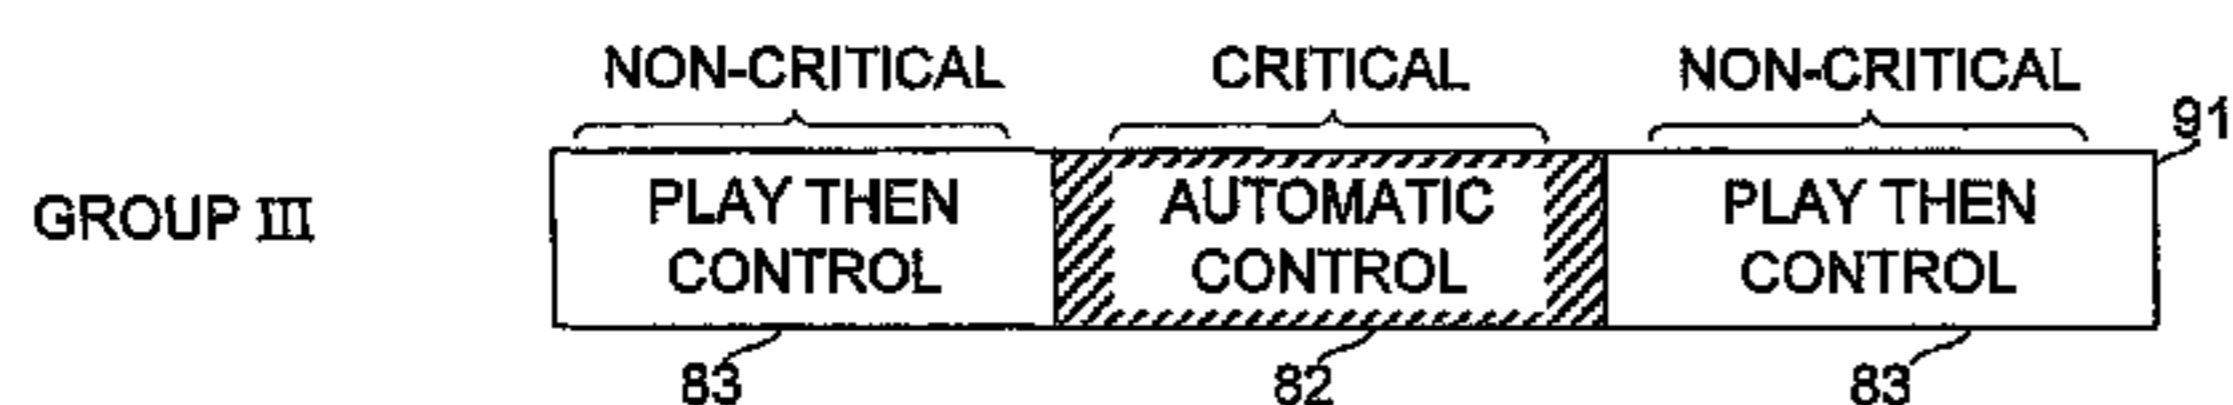 NON-CRITICAL CRITICAL NON-CRITICAL
91
GROUP III
PLAY THEN CONTROL
AUTOMATIC CONTROL
PLAY THEN CONTROL
83 82 83